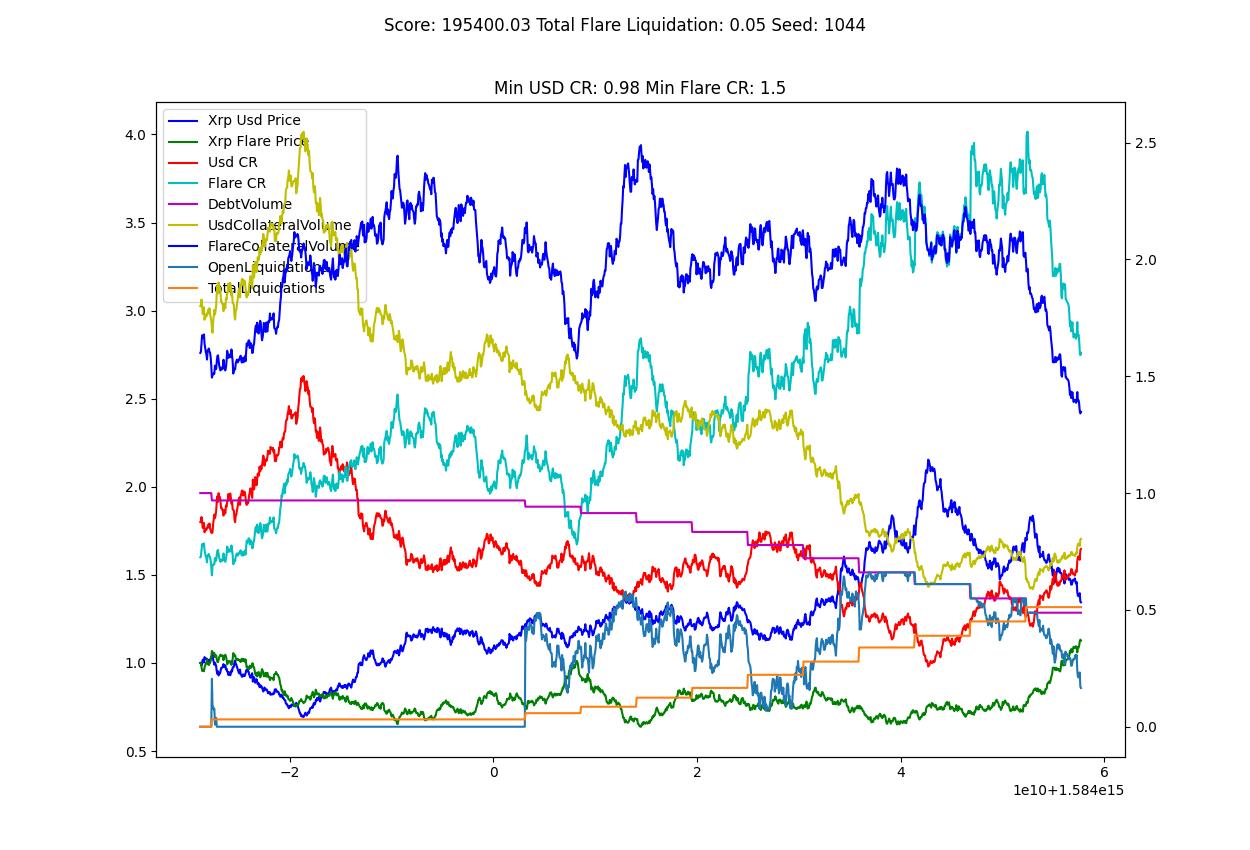 Score: 195400.03 Total Flare Liquidation: 0.05 Seed: 1044
Min USD CR: 0.98 Min Flare CR: 1.5
Xrp Usd Price
Xrp Flare Price
Usd CR
Flare CR
DebtVolume
UsdCollateralVolume
FlareCollateralVolume
OpenLiquidations
TotalLiquidations
4.0
3.5
3.0
2.5
2.0
1.5
1.0
0.5
2.5
2.0
1.5
1.0
0.5
0.0
−2
0
2
4
6
1e10+1.584e15